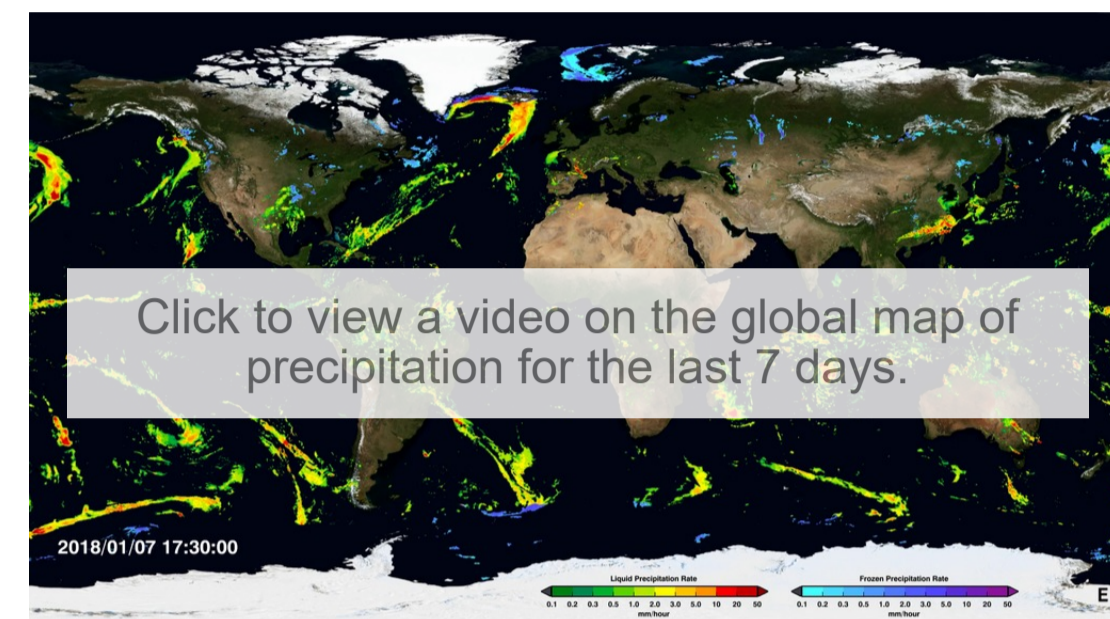 Click to view a video on the global map of
precipitation for the last 7 days.
2018/01/07 17:30:00
Liquid Precipitation Rate
0.1 0.2 0.3 0.5 1.0 2.0 3.0 5.0 10 20 50
mm/hour
Frozen Precipitation Rate
0.1 0.2 0.3 0.5 1.0 2.0 3.0 5.0 10 20 50
mm/hour
E